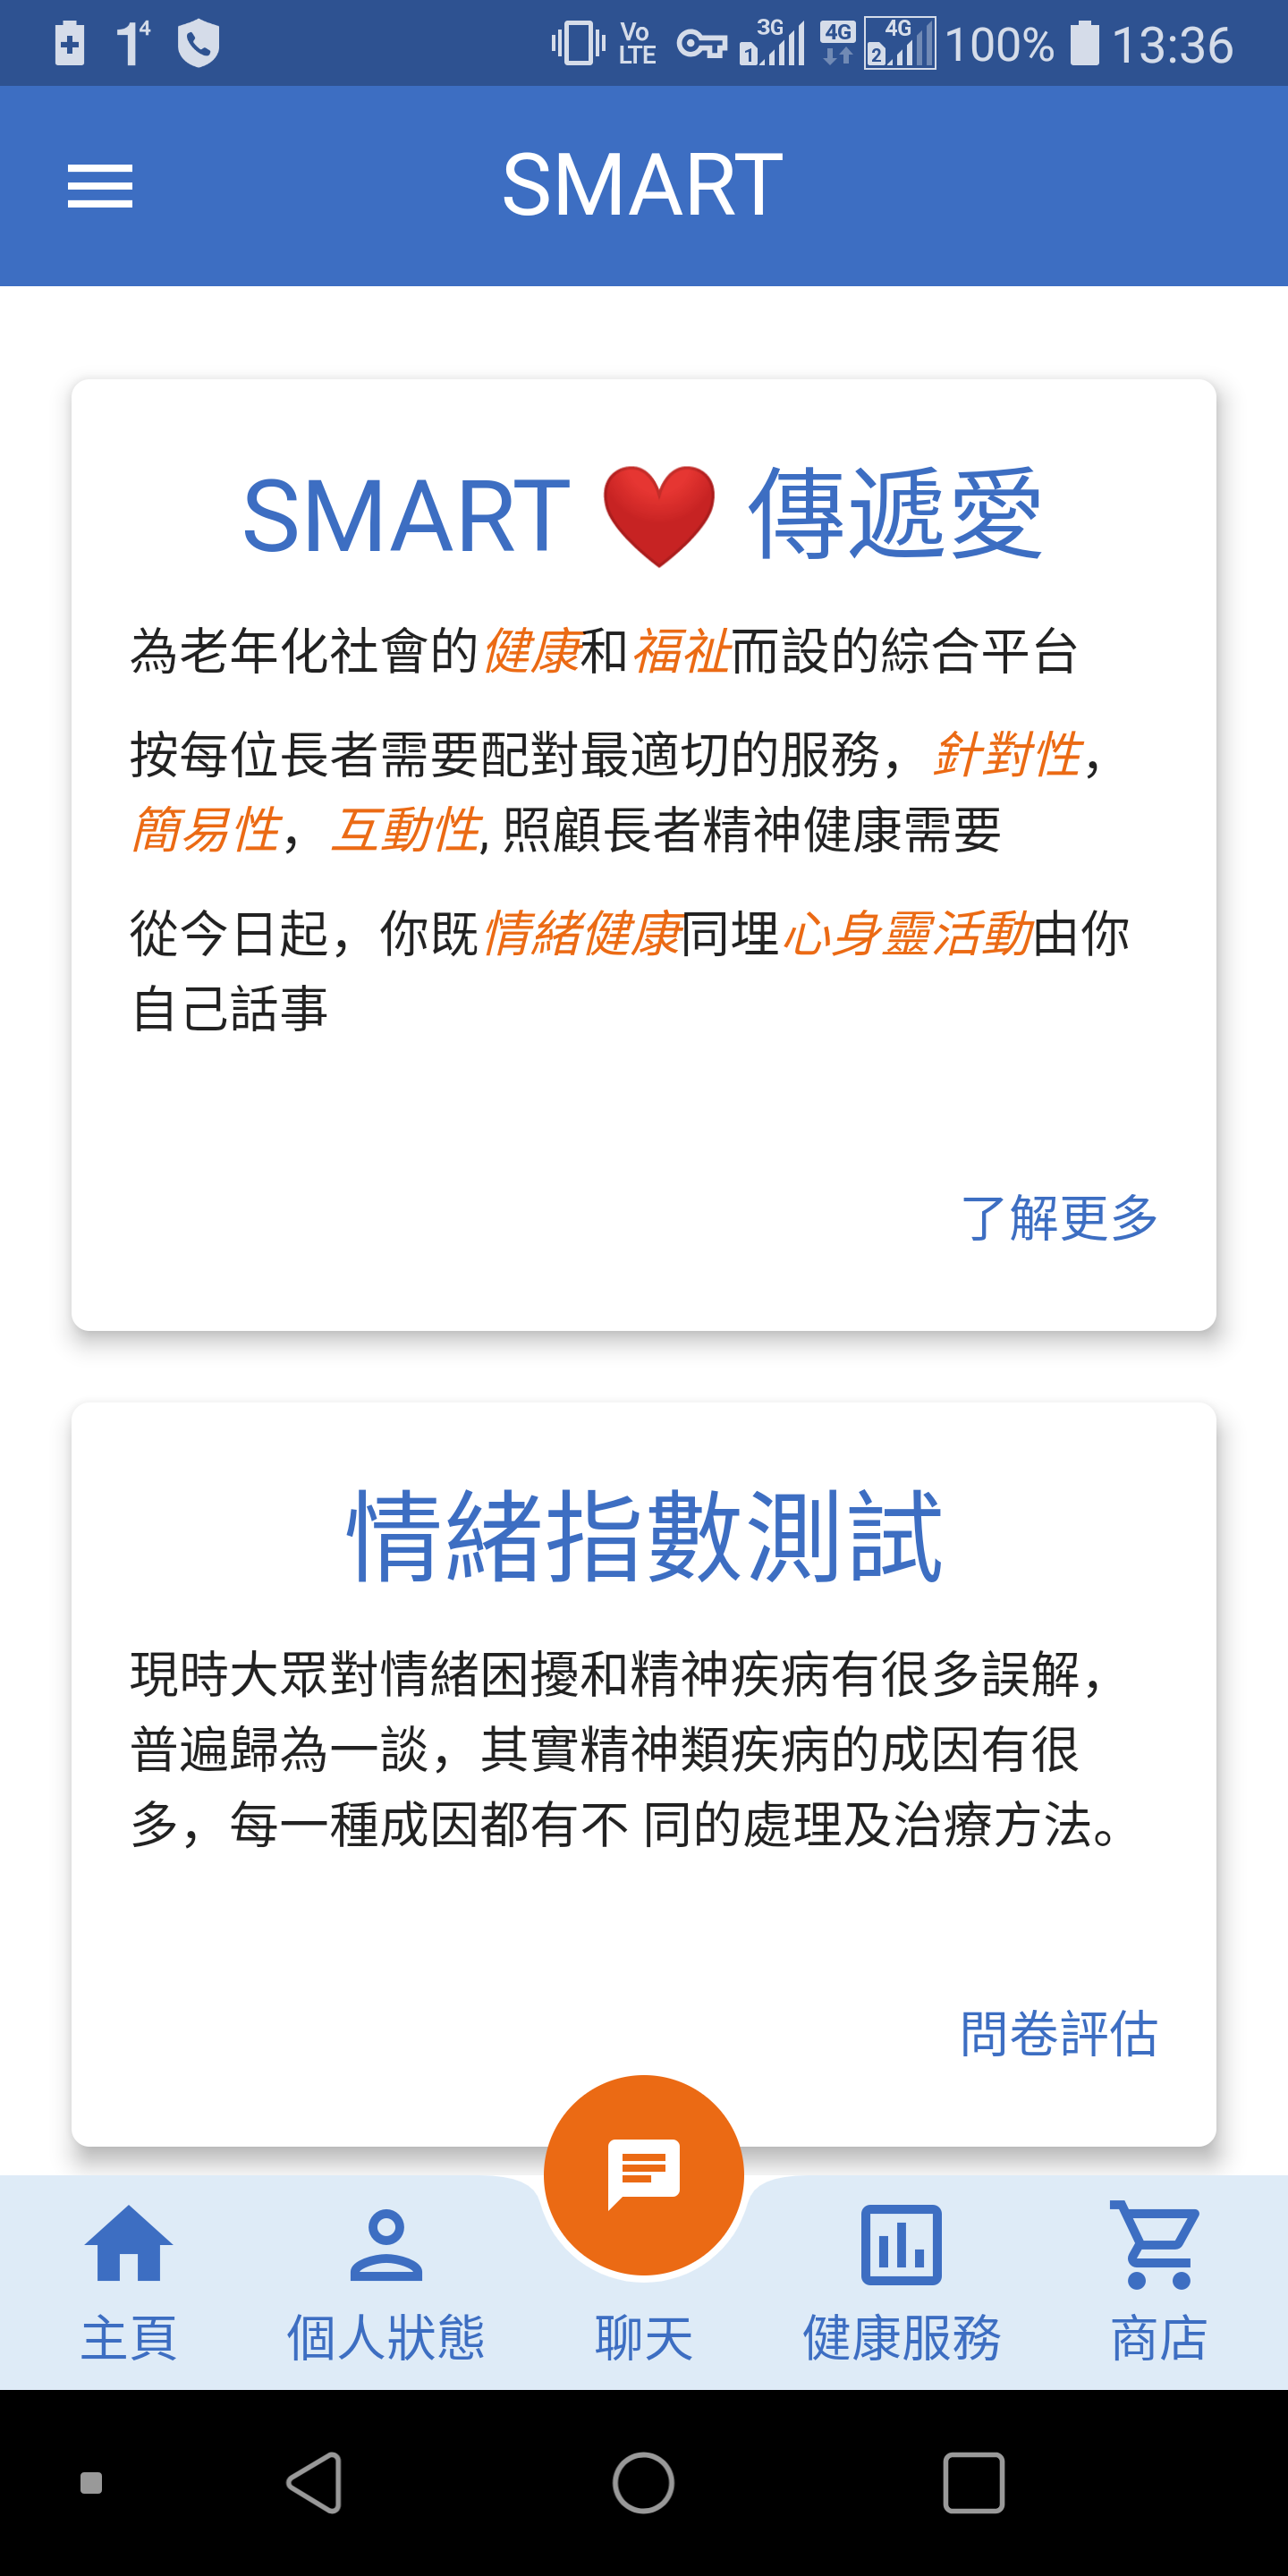 1⁴ Vo LTE 1 3G 4G 2 4G 100% 13:36
SMART
SMART ❤️ 傳遞愛
為老年化社會的健康和福祉而設的綜合平台
按每位長者需要配對最適切的服務，針對性，
簡易性，互動性, 照顧長者精神健康需要
從今日起，你既情緒健康同埋心身靈活動由你
自己話事
了解更多
情緒指數測試
現時大眾對情緒困擾和精神疾病有很多誤解，
普遍歸為一談，其實精神類疾病的成因有很
多，每一種成因都有不 同的處理及治療方法。
問卷評估
主頁 個人狀態 聊天 健康服務 商店